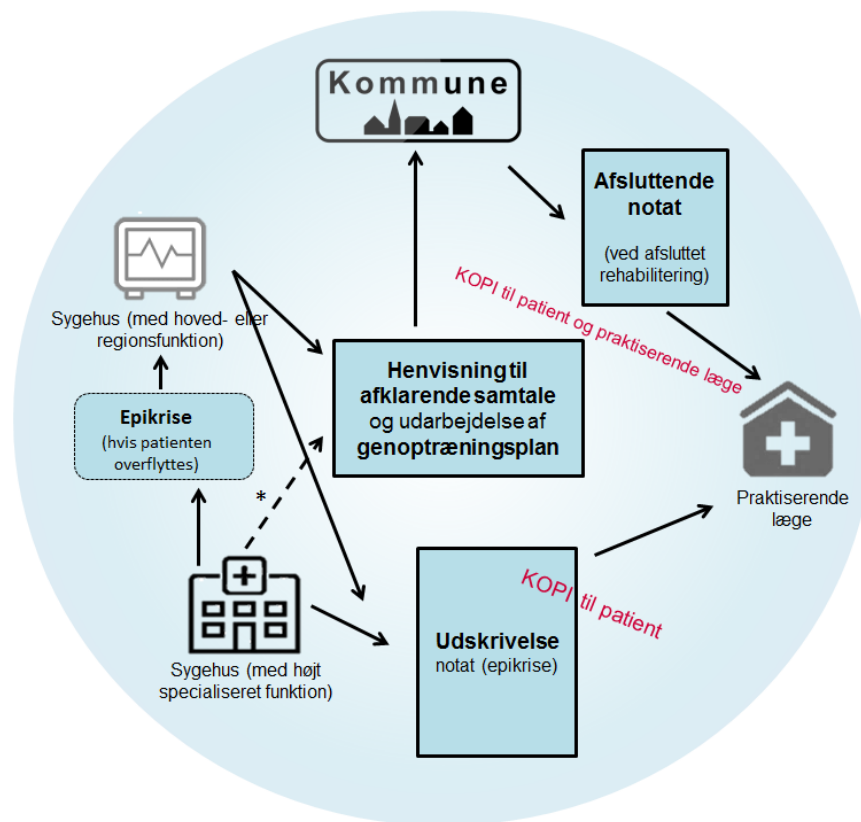 Kommune
Afsluttende
notat
(ved afsluttet
rehabilitering)
KOPI til patient og praktiserende læge
Sygehus (med hoved- eller
regionsfunktion)
Henvisning til
afklarende samtale
og udarbejdelse af
genoptræningsplan
Epikrise
(hvis patienten
overflyttes)
*
Praktiserende
læge
Sygehus (med højt
specialiseret funktion)
KOPI til patient
Udskrivelse
notat (epikrise)